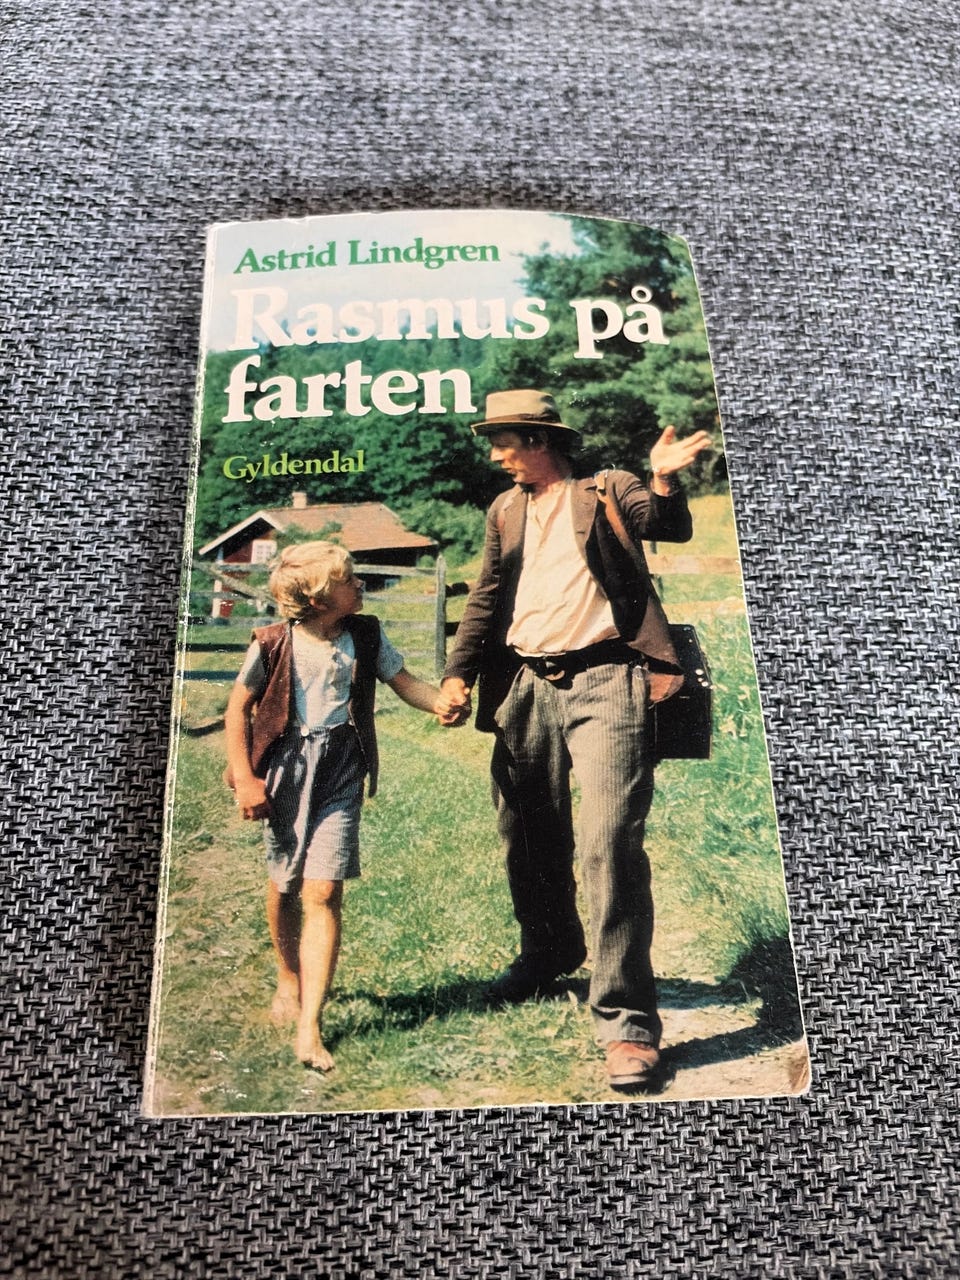 Astrid Lindgren
Rasmus på
farten
Gyldendal